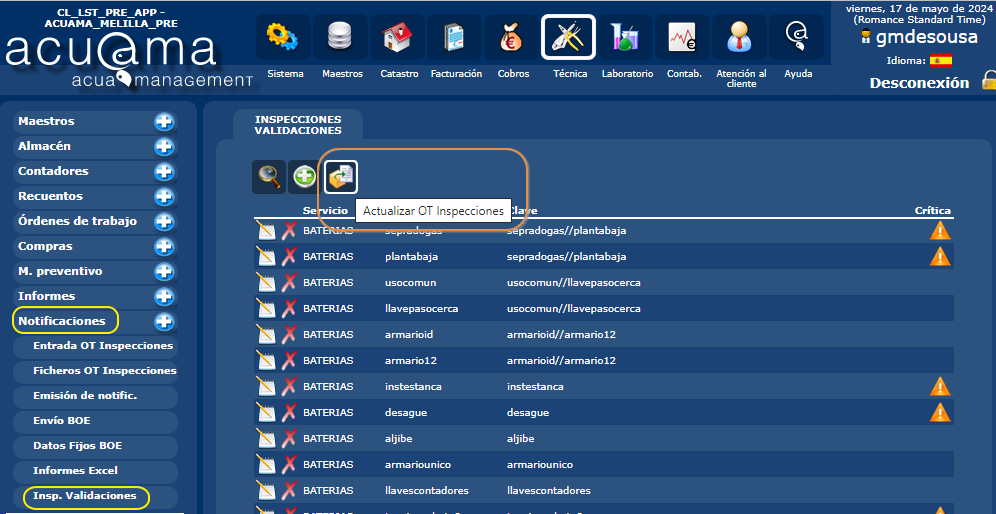 CL_LST_PRE_APP -
ACUAMA_MELILLA_PRE
acuama
acuamanagement
Sistema Maestros Catastro Facturación Cobros Técnica Laboratorio Contab. Atención al cliente Ayuda
viernes, 17 de mayo de 2024
(Romance Standard Time)
gmdesousa
Idioma:
Desconexión
Maestros
Almacén
Contadores
Recuentos
Órdenes de trabajo
Compras
M. preventivo
Informes
Notificaciones
Entrada OT Inspecciones
Ficheros OT Inspecciones
Emisión de notific.
Envío BOE
Datos Fijos BOE
Informes Excel
Insp. Validaciones
INSPECCIONES
VALIDACIONES
Actualizar OT Inspecciones
Servicio Clave Crítica
BATERIAS sepradogas sepradogas//plantabaja
BATERIAS plantabaja sepradogas//plantabaja
BATERIAS usocomun usocomun//llavepasocerca
BATERIAS llavepasocerca usocomun//llavepasocerca
BATERIAS armarioid armarioid//armario12
BATERIAS armario12 armarioid//armario12
BATERIAS instestanca instestanca
BATERIAS desague desague
BATERIAS aljibe aljibe
BATERIAS armariounico armariounico
BATERIAS llavescontadores llavescontadores